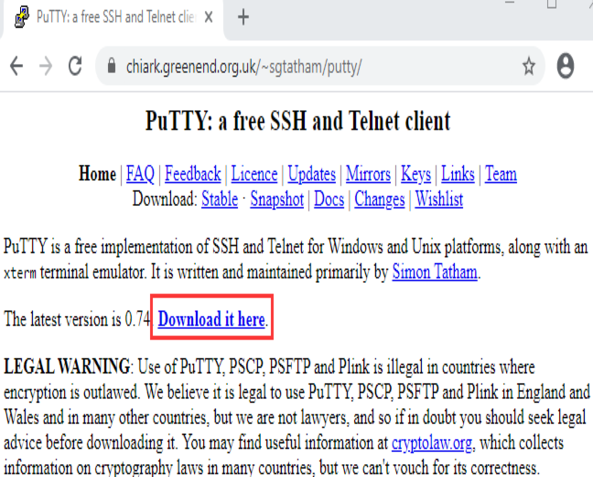 PuTTY: a free SSH and Telnet clie
chiark.greenend.org.uk/~sgtatham/putty/
PuTTY: a free SSH and Telnet client
Home | FAQ | Feedback | Licence | Updates | Mirrors | Keys | Links | Team
Download: Stable · Snapshot | Docs | Changes | Wishlist
PuTTY is a free implementation of SSH and Telnet for Windows and Unix platforms, along with an
xterm terminal emulator. It is written and maintained primarily by Simon Tatham.
The latest version is 0.74 Download it here.
LEGAL WARNING: Use of PuTTY, PSCP, PSFTP and Plink is illegal in countries where
encryption is outlawed. We believe it is legal to use PuTTY, PSCP, PSFTP and Plink in England and
Wales and in many other countries, but we are not lawyers, and so if in doubt you should seek legal
advice before downloading it. You may find useful information at cryptolaw.org, which collects
information on cryptography laws in many countries, but we can't vouch for its correctness.